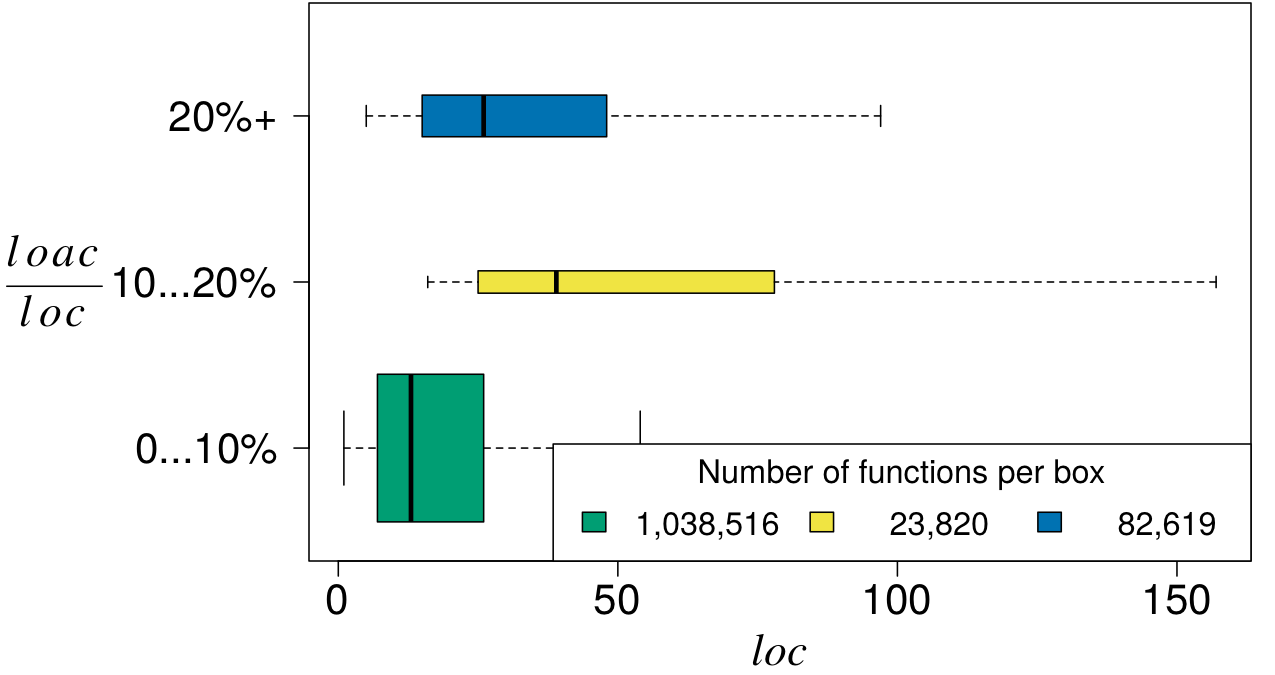 20%+
loac
loc
10...20%
0...10%
Number of functions per box
1,038,516 23,820 82,619
0 50 100 150
loc